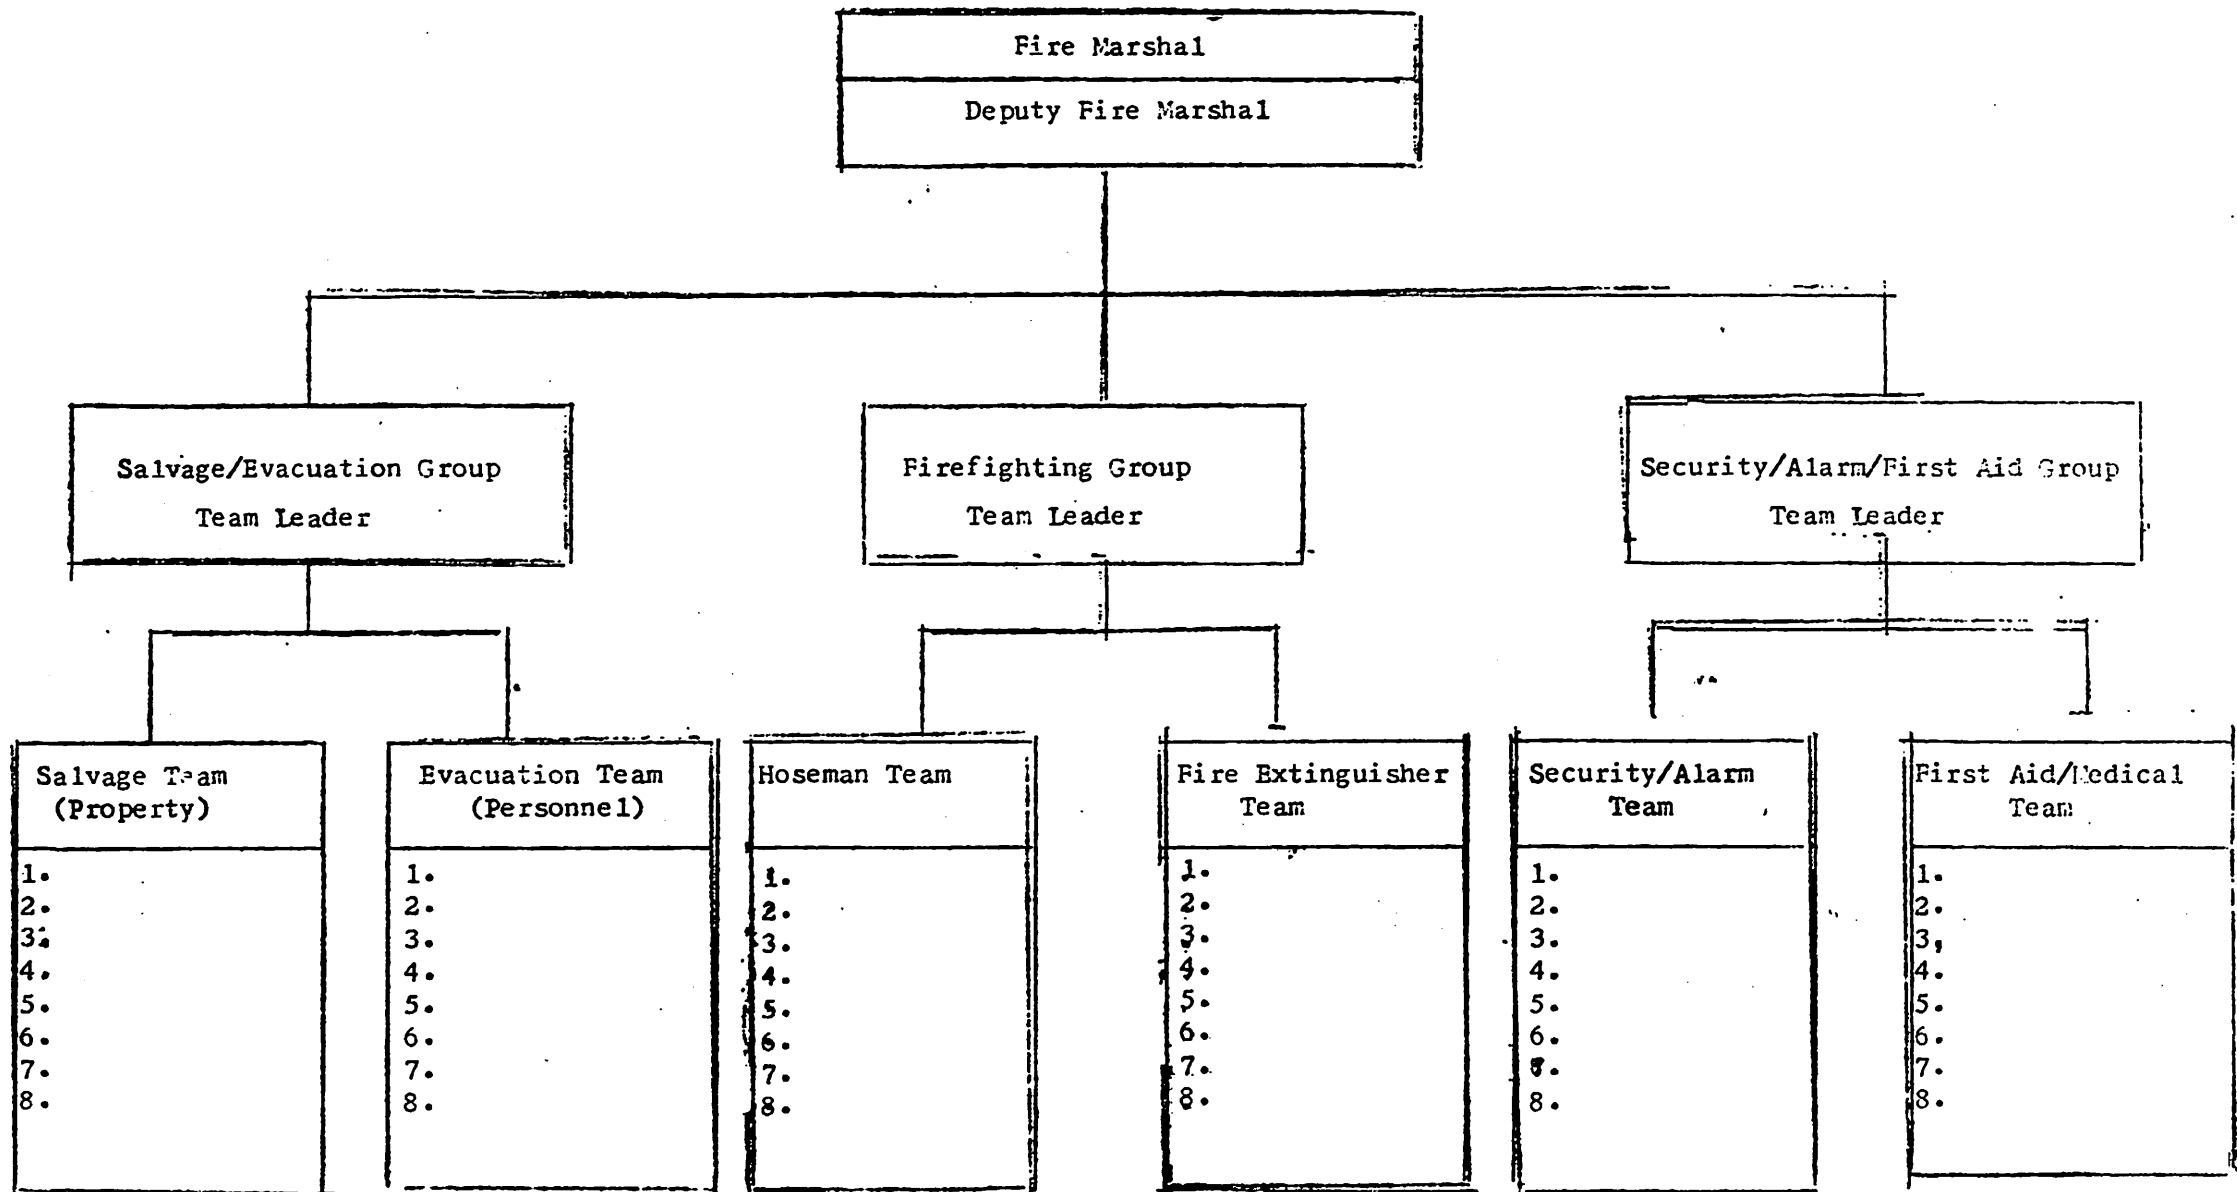 Fire Marshal
Deputy Fire Marshal
Salvage/Evacuation Group
Team Leader
Firefighting Group
Team Leader
Security/Alarm/First Aid Group
Team Leader
Salvage Team
(Property)
1.
2.
3.
4.
5.
6.
7.
8.
Evacuation Team
(Personnel)
1.
2.
3.
4.
5.
6.
7.
8.
Hoseman Team
1.
2.
3.
4.
5.
6.
7.
8.
Fire Extinguisher
Team
1.
2.
3.
4.
5.
6.
7.
8.
Security/Alarm
Team
1.
2.
3.
4.
5.
6.
7.
8.
First Aid/Medical
Team
1.
2.
3,
4.
5.
6.
7.
8.